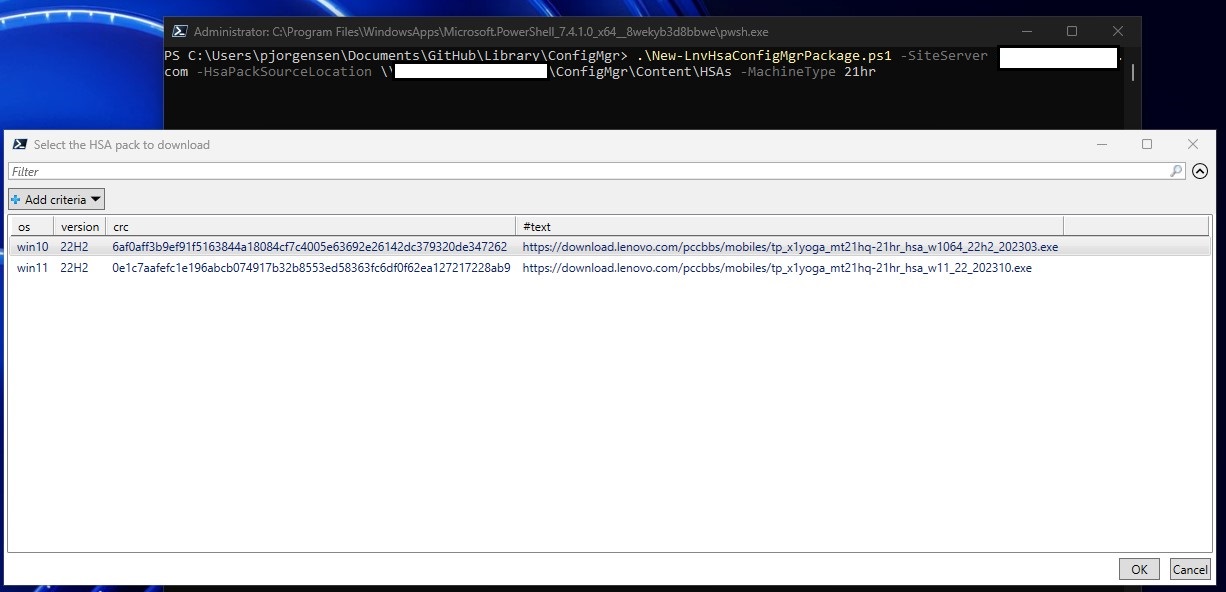 Administrator: C:\Program Files\WindowsApps\Microsoft.PowerShell_7.4.1.0_x64__8wekyb3d8bbwe\pwsh.exe
PS C:\Users\pjorgensen\Documents\GitHub\Library\ConfigMgr> .\New-LnvHsaConfigMgrPackage.ps1 -SiteServer .
com -HsaPackSourceLocation \\ \ConfigMgr\Content\HSAs -MachineType 21hr
Select the HSA pack to download
Filter
Add criteria
os version crc #text
win10 22H2 6af0aff3b9ef91f5163844a18084cf7c4005e63692e26142dc379320de347262 https://download.lenovo.com/pccbbs/mobiles/tp_x1yoga_mt21hq-21hr_hsa_w1064_22h2_202303.exe
win11 22H2 0e1c7aafefc1e196abcb074917b32b8553ed58363fc6df0f62ea127217228ab9 https://download.lenovo.com/pccbbs/mobiles/tp_x1yoga_mt21hq-21hr_hsa_w11_22_202310.exe
OK Cancel